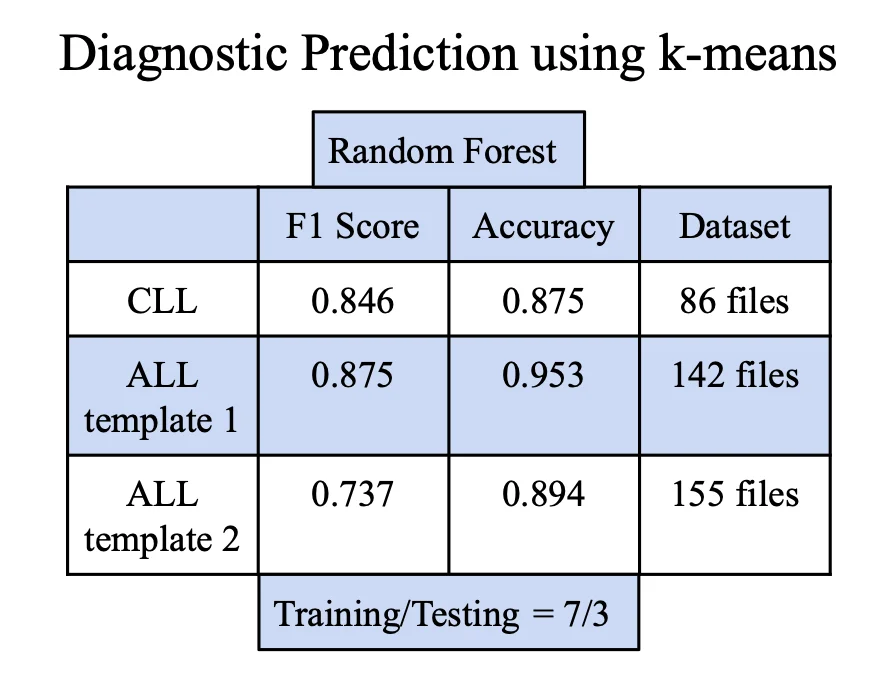 Diagnostic Prediction using k-means
Random Forest
F1 Score Accuracy Dataset
CLL 0.846 0.875 86 files
ALL template 1 0.875 0.953 142 files
ALL template 2 0.737 0.894 155 files
Training/Testing = 7/3